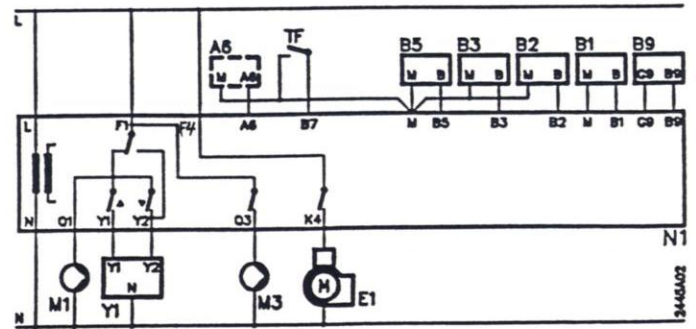 L
A6 TF B5 B3 B2 B1 B9
M A6 M B M B M B M B C9 B9
L F1 F4 A6 B7 M B5 B3 B2 M B1 C9 B9
N Q1 Y1 Y2 Q3 K4
N1
Y1 Y2
N
M
M1 Y1 M3 E1
2445A02
N